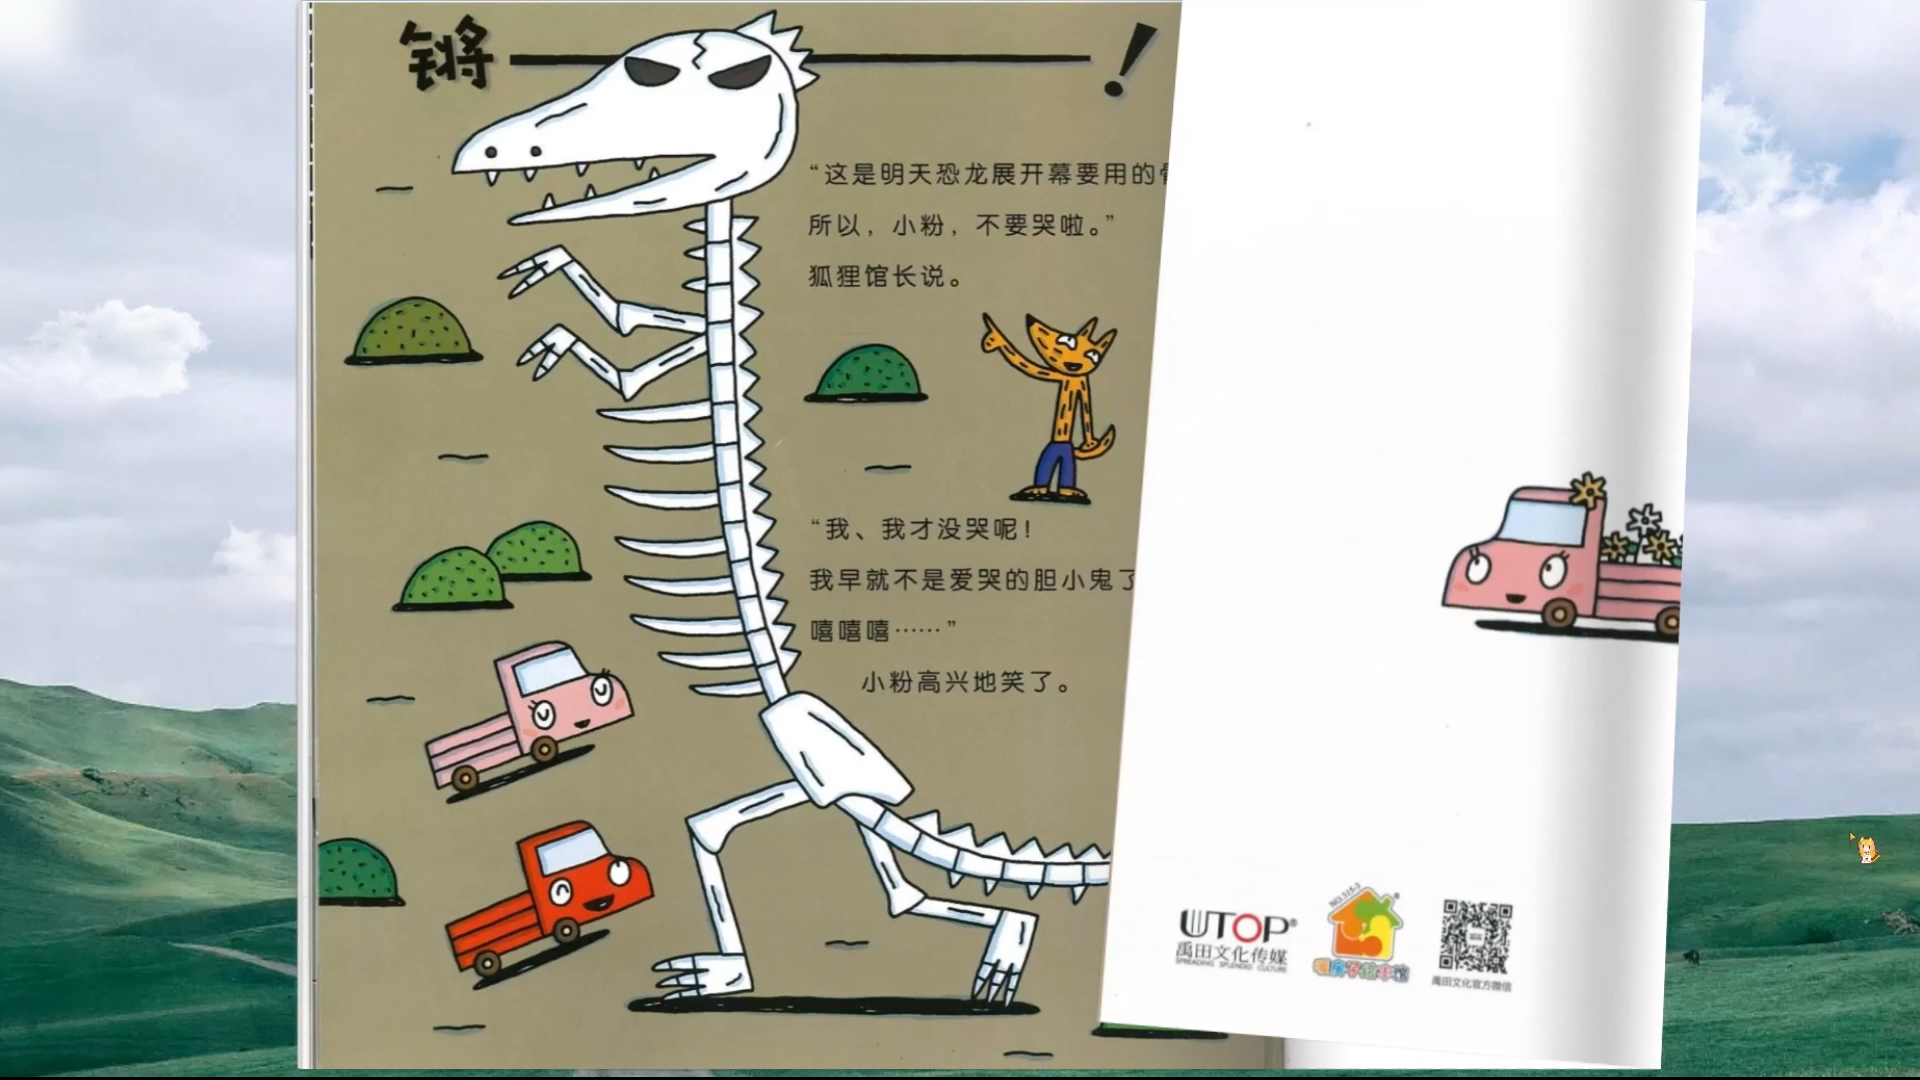 锵——！
“这是明天恐龙展开幕要用的
所以，小粉，不要哭啦。”
狐狸馆长说。
“我、我才没哭呢！
我早就不是爱哭的胆小鬼了
嘻嘻嘻……”
小粉高兴地笑了。
UTOP®
禹田文化传媒
SPREADING SPLENDID CULTURE
禹田文化官方微信